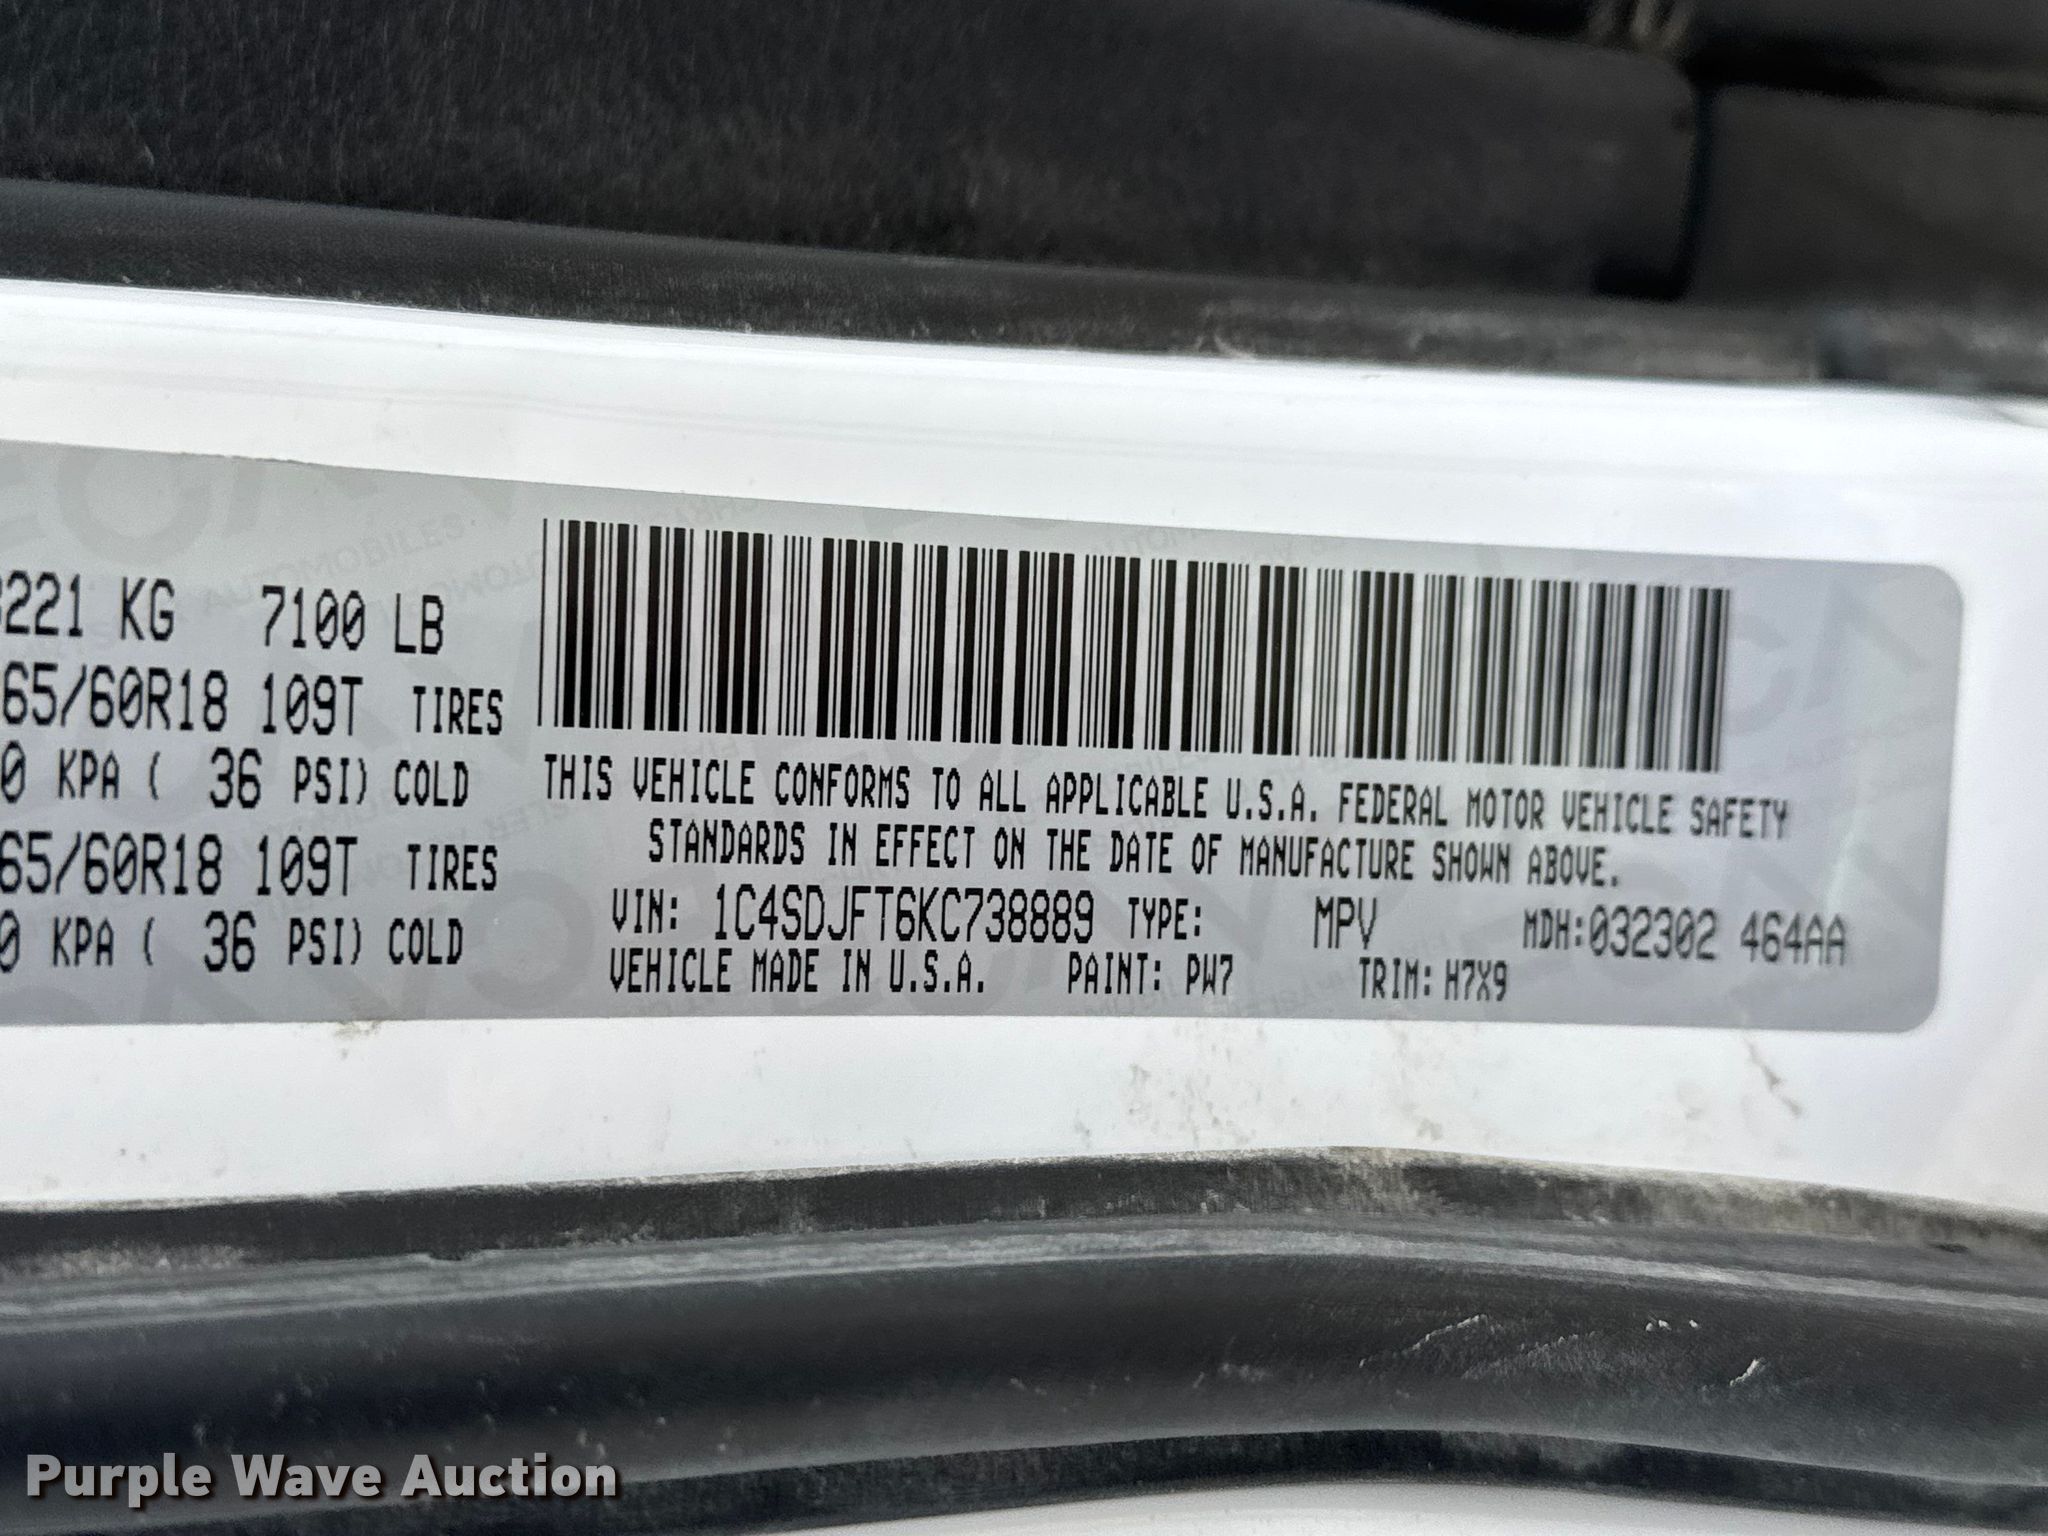 221 KG 7100 LB
65/60R18 109T TIRES
0 KPA ( 36 PSI) COLD
65/60R18 109T TIRES
0 KPA ( 36 PSI) COLD
THIS VEHICLE CONFORMS TO ALL APPLICABLE U.S.A. FEDERAL MOTOR VEHICLE SAFETY
STANDARDS IN EFFECT ON THE DATE OF MANUFACTURE SHOWN ABOVE.
VIN: 1C4SDJFT6KC738889 TYPE: MPV MDH:032302 464AA
VEHICLE MADE IN U.S.A. PAINT: PW7 TRIM: H7X9
Purple Wave Auction